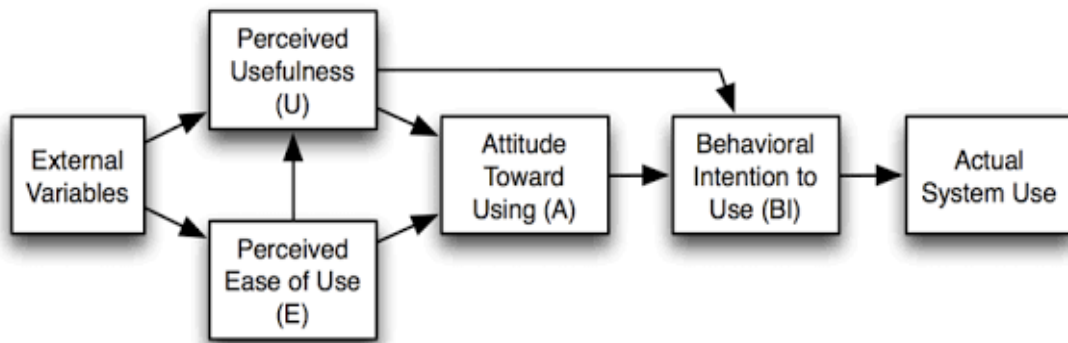 Perceived
Usefulness
(U)
External
Variables
Perceived
Ease of Use
(E)
Attitude
Toward
Using (A)
Behavioral
Intention to
Use (BI)
Actual
System Use